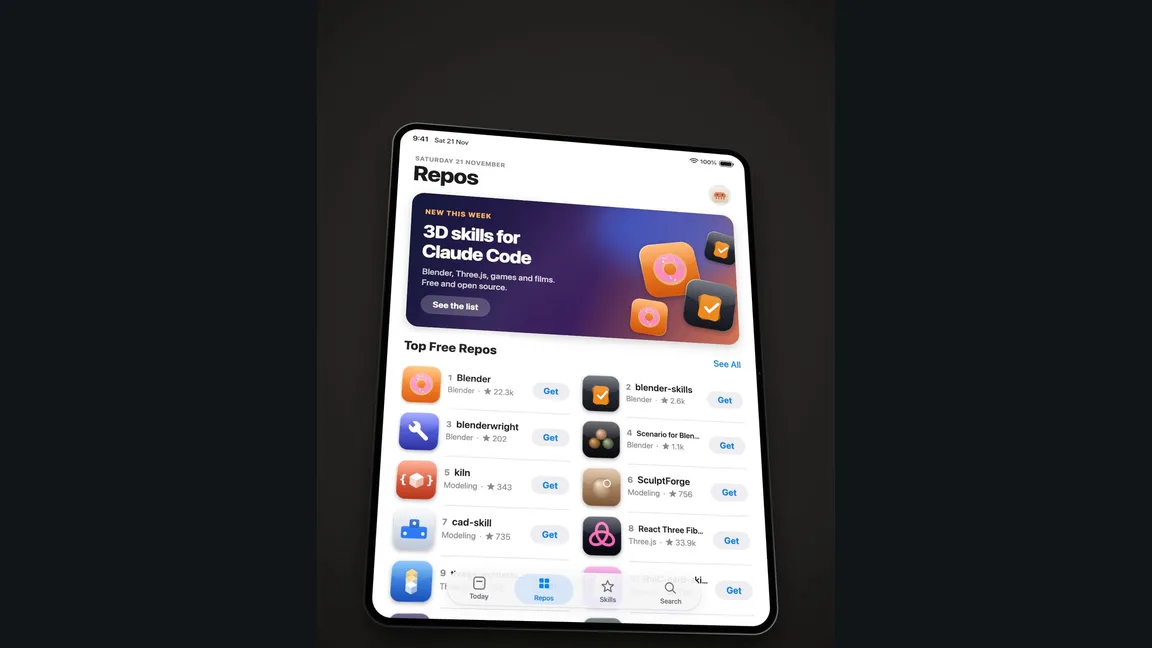 9:41 Sat 21 Nov
100%
SATURDAY 21 NOVEMBER
Repos
NEW THIS WEEK
3D skills for
Claude Code
Blender, Three.js, games and films.
Free and open source.
See the list
Top Free Repos
See All
1 Blender
Blender · ★ 22.3k
Get
2 blender-skills
Blender · ★ 2.6k
Get
3 blenderwright
Blender · ★ 202
Get
4 Scenario for Blen...
Blender · ★ 1.1k
Get
5 kiln
Modeling · ★ 343
Get
6 SculptForge
Modeling · ★ 756
Get
7 cad-skill
Modeling · ★ 735
Get
8 React Three Fib...
Three.js · ★ 33.9k
Get
9
Get
Today
Repos
Skills
Search